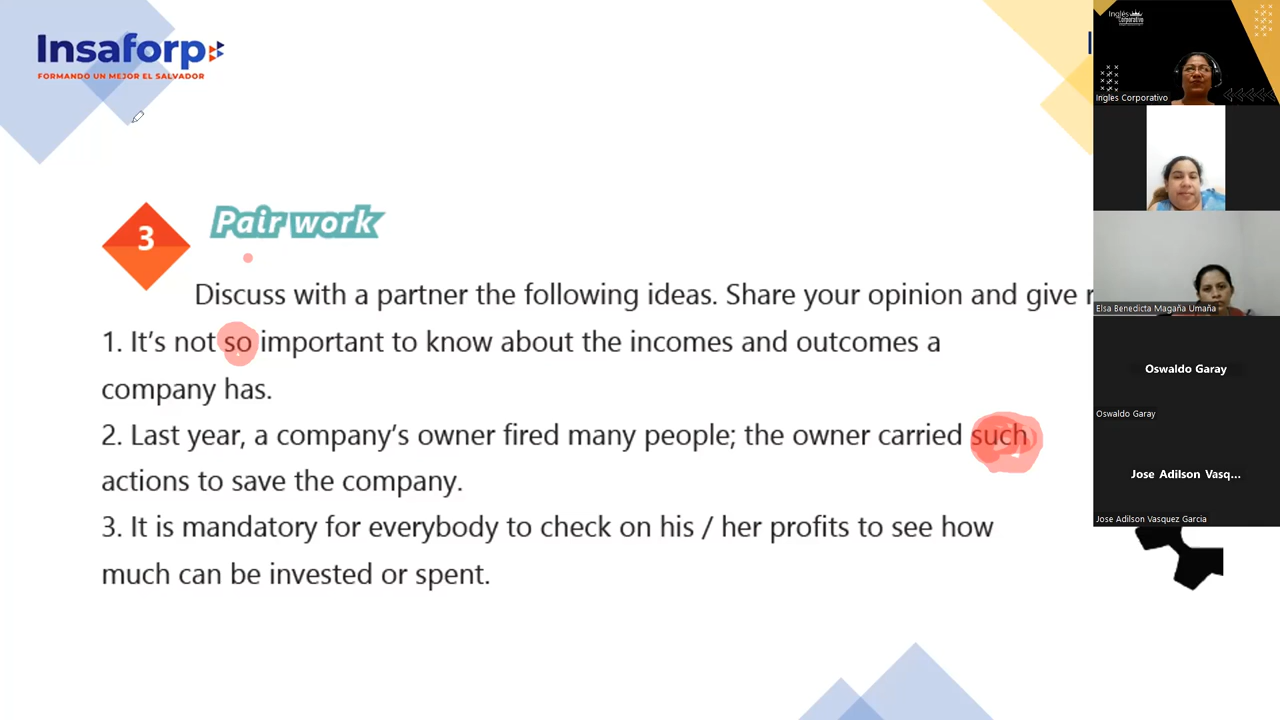 Insaforp
FORMANDO UN MEJOR EL SALVADOR
3
Pair work
Discuss with a partner the following ideas. Share your opinion and give r
1. It's not so important to know about the incomes and outcomes a
company has.
2. Last year, a company's owner fired many people; the owner carried such
actions to save the company.
3. It is mandatory for everybody to check on his / her profits to see how
much can be invested or spent.
Inglés
Corporativo
Ingles Corporativo
Elsa Benedicta Magaña Umaña
Oswaldo Garay
Oswaldo Garay
Jose Adilson Vasq...
Jose Adilson Vasquez Garcia